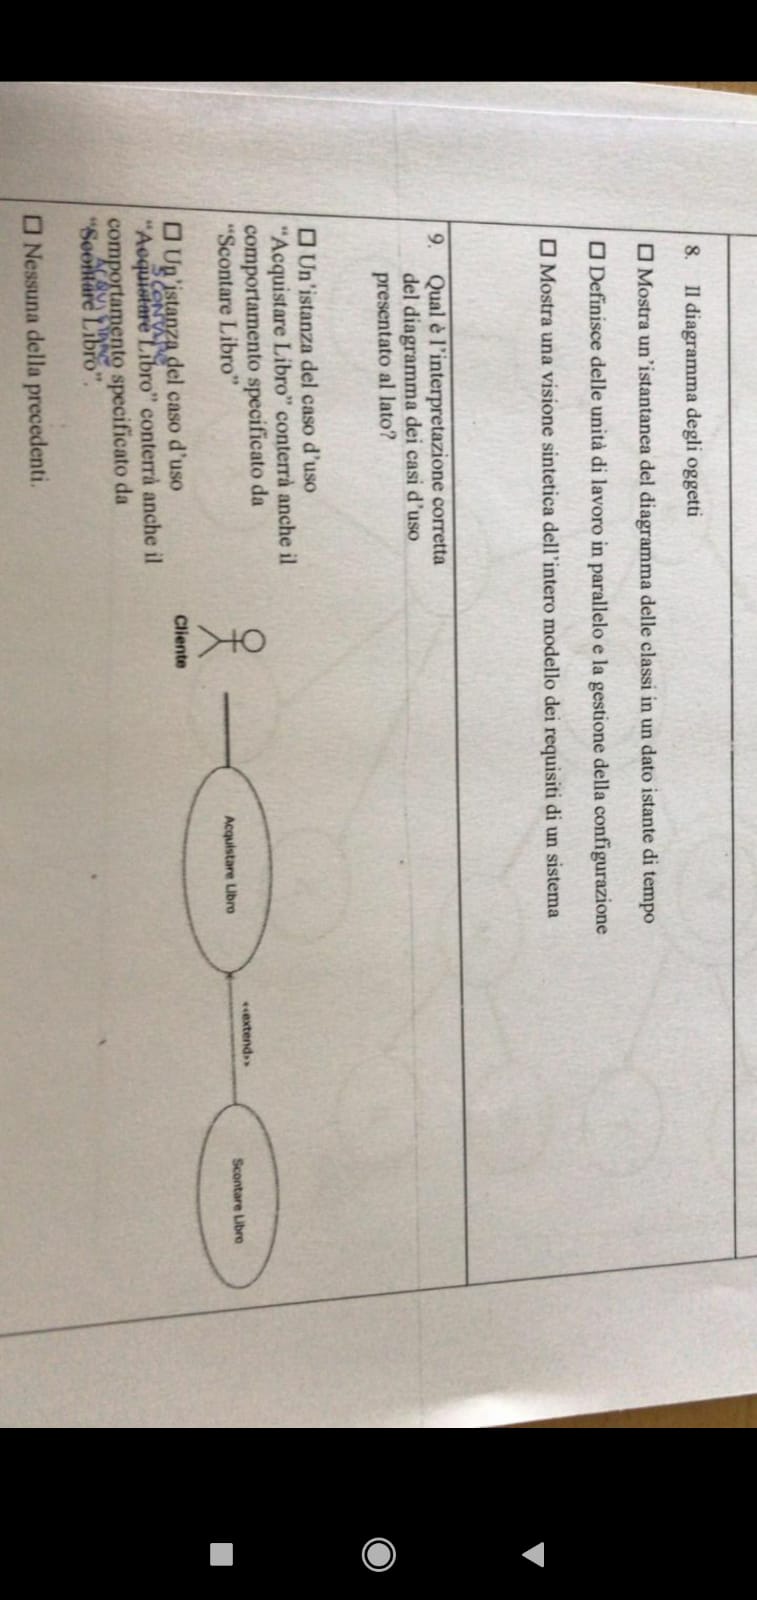 8. Il diagramma degli oggetti
☐ Mostra un'istantanea del diagramma delle classi in un dato istante di tempo
☐ Definisce delle unità di lavoro in parallelo e la gestione della configurazione
☐ Mostra una visione sintetica dell'intero modello dei requisiti di un sistema
9. Qual è l'interpretazione corretta
del diagramma dei casi d'uso
presentato al lato?
☐ Un'istanza del caso d'uso
"Acquistare Libro" conterrà anche il
comportamento specificato da
"Scontare Libro"
☐ Un'istanza del caso d'uso
SCONTARE
"Acquistare Libro" conterrà anche il
comportamento specificato da
ACQUISTARE
"Scontare Libro".
☐ Nessuna della precedenti.
Cliente
Acquistare Libro
<<extend>>
Scontare Libro